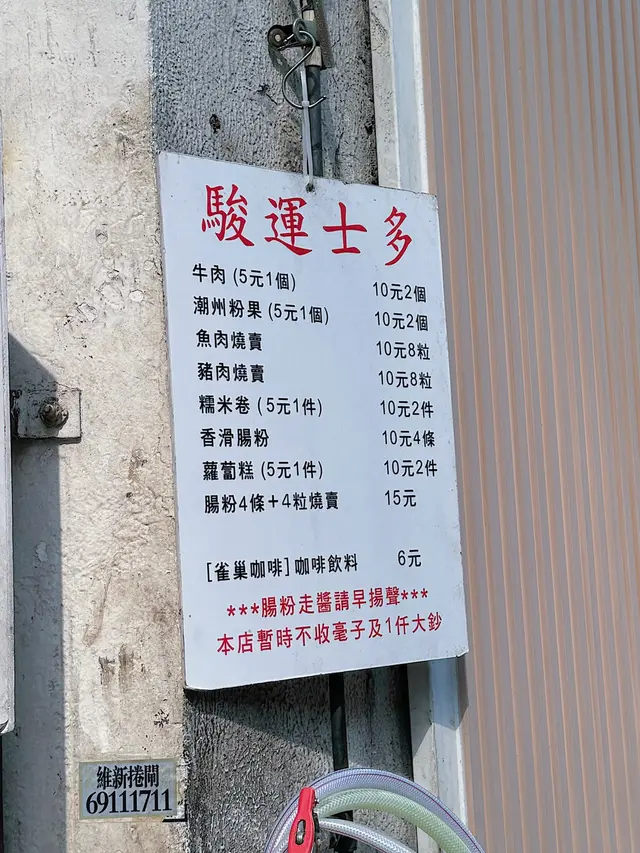 駿運士多
牛肉 (5元1個) 10元2個
潮州粉果 (5元1個) 10元2個
魚肉燒賣 10元8粒
豬肉燒賣 10元8粒
糯米卷 (5元1件) 10元2件
香滑腸粉 10元4條
蘿蔔糕 (5元1件) 10元2件
腸粉4條+4粒燒賣 15元
[雀巢咖啡] 咖啡飲料 6元
***腸粉走醬請早揚聲***
本店暫時不收毫子及1仟大鈔
維新捲閘
69111711